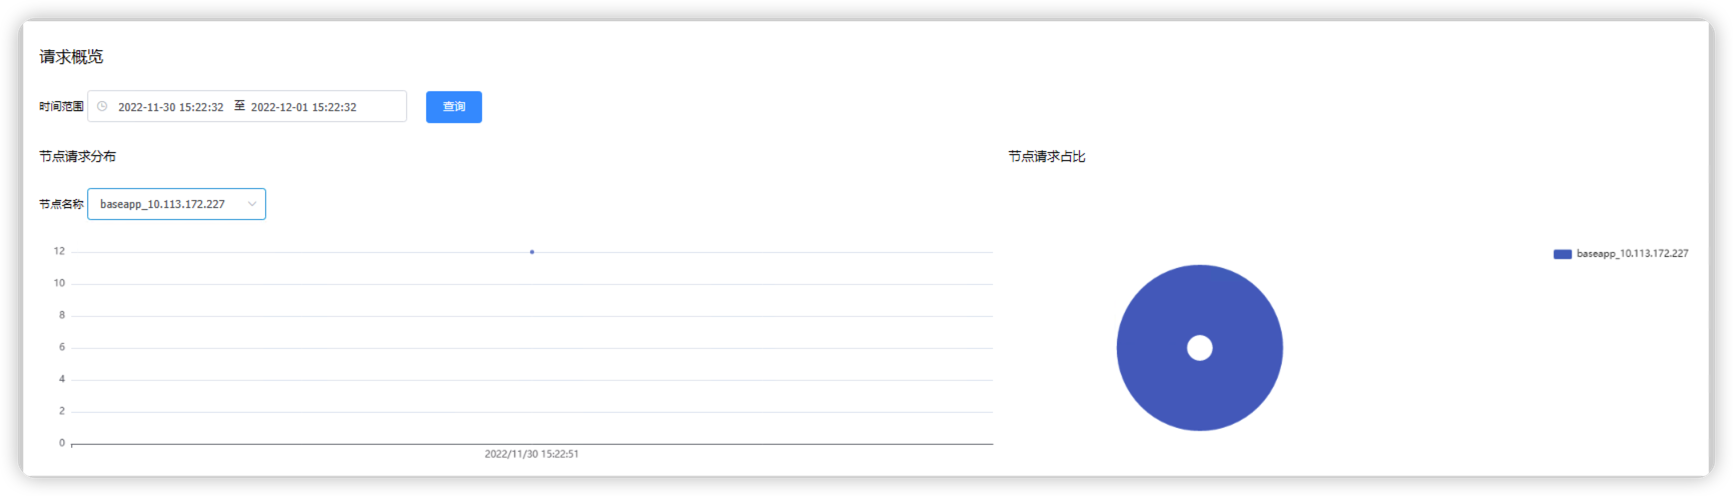 请求概览
时间范围 2022-11-30 15:22:32 至 2022-12-01 15:22:32 查询
节点请求分布
节点名称 baseapp_10.113.172.227
12
10
8
6
4
2
0
2022/11/30 15:22:51
节点请求占比
baseapp_10.113.172.227